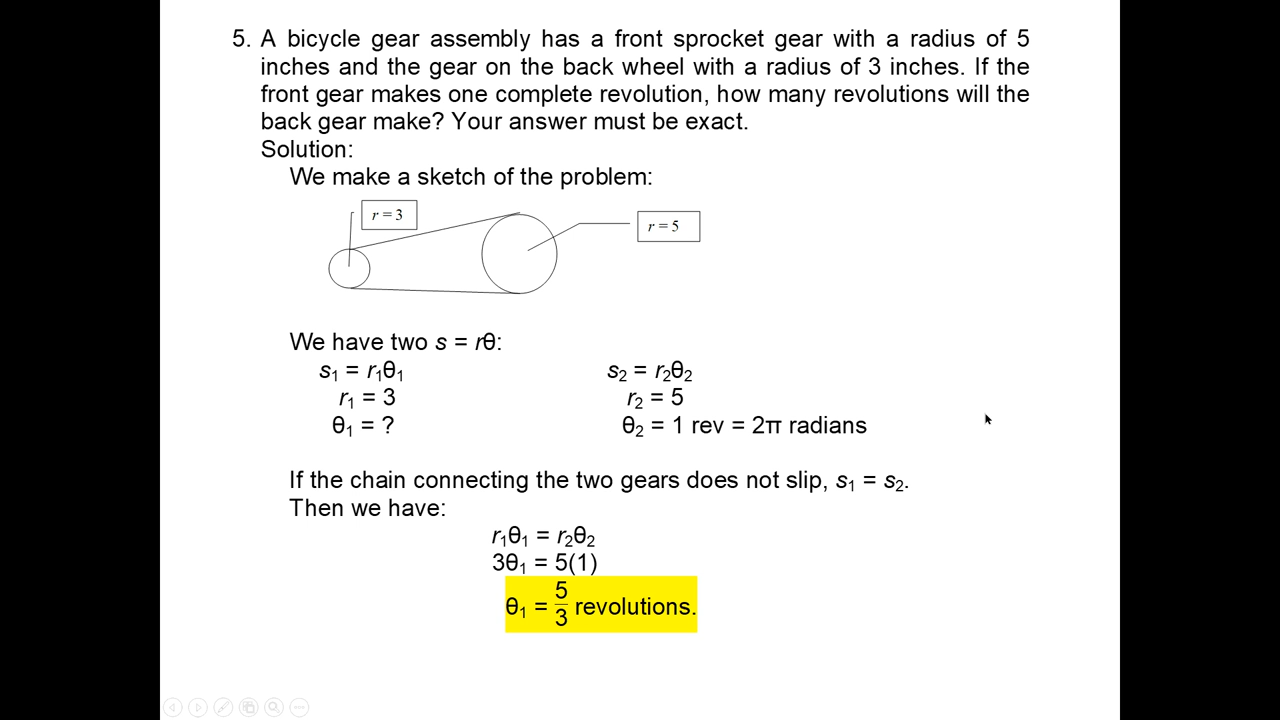 5. A bicycle gear assembly has a front sprocket gear with a radius of 5
inches and the gear on the back wheel with a radius of 3 inches. If the
front gear makes one complete revolution, how many revolutions will the
back gear make? Your answer must be exact.
Solution:
We make a sketch of the problem:
r = 3
r = 5
We have two s = rθ:
s₁ = r₁θ₁
s₂ = r₂θ₂
r₁ = 3
r₂ = 5
θ₁ = ?
θ₂ = 1 rev = 2π radians
If the chain connecting the two gears does not slip, s₁ = s₂.
Then we have:
r₁θ₁ = r₂θ₂
3θ₁ = 5(1)
θ₁ = 5/3 revolutions.